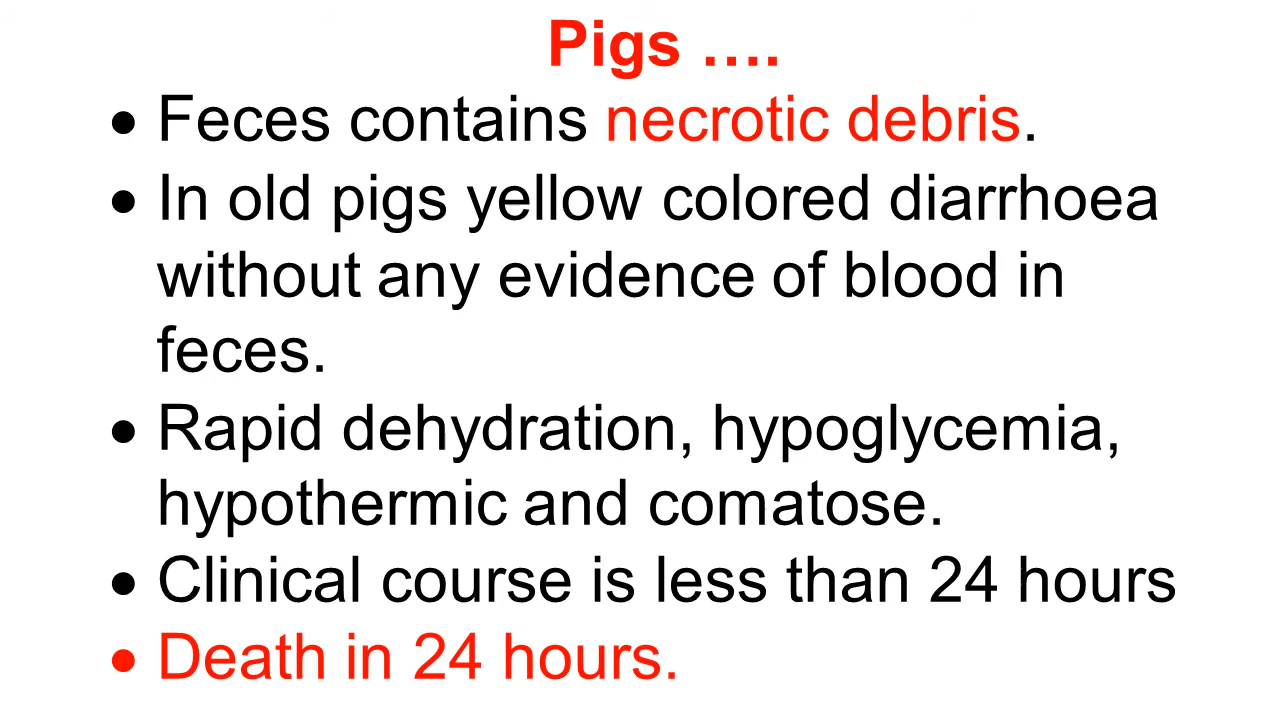 Pigs ….
• Feces contains necrotic debris.
• In old pigs yellow colored diarrhoea
without any evidence of blood in
feces.
• Rapid dehydration, hypoglycemia,
hypothermic and comatose.
• Clinical course is less than 24 hours
• Death in 24 hours.